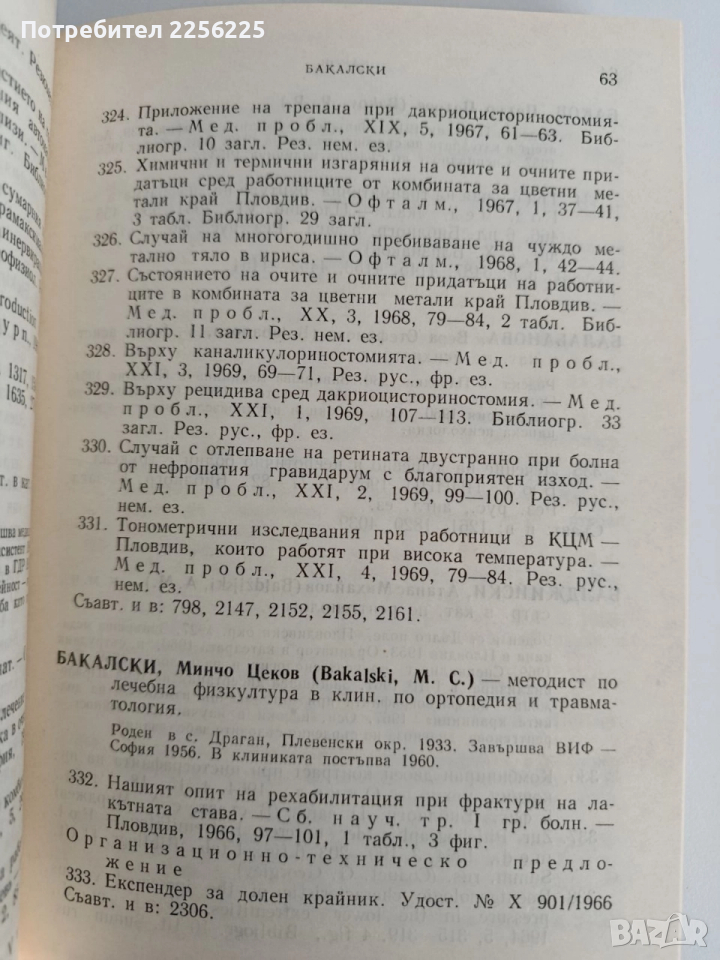 Потребител 2256225
БАКАЛСКИ
63
324. Приложение на трепана при дакриоцисториностомия-
та. — Мед. пробл., XIX, 5, 1967, 61—63. Биб-
лиогр. 10 загл. Рез. нем. ез.
325. Химични и термични изгаряния на очите и очните при-
датъци сред работниците от комбината за цветни ме-
тали край Пловдив. — Офталм., 1967, 1, 37—41,
3 табл. Библиогр. 29 загл.
326. Случай на многогодишно пребиваване на чуждо ме-
тално тяло в ириса. — Офталм., 1968, 1, 42—44.
327. Състоянието на очите и очните придатъци на работни-
ците в комбината за цветни метали край Пловдив. —
Мед. пробл., XX, 3, 1968, 79—84, 2 табл. Биб-
лиогр. 11 загл. Рез. нем. ез.
328. Върху каналикулориностомията. — Мед. пробл.,
XXI, 3, 1969, 69—71, Рез. рус., фр. ез.
329. Върху рецидива сред дакриоцисториностомия. — Мед.
пробл., XXI, 1, 1969, 107—113. Библиогр. 33
загл. Рез. рус., фр. ез.
330. Случай с отлепване на ретината двустранно при болна
от нефропатия гравидарум с благоприятен изход. —
Мед. пробл., XXI, 2, 1969, 99—100. Рез. рус.,
нем. ез.
331. Тонометрични изследвания при работници в КЦМ —
Пловдив, които работят при висока температура. —
Мед. пробл., XXI, 4, 1969, 79—84. Рез. рус.,
нем. ез.
Съавт. и в: 798, 2147, 2152, 2155, 2161.
БАКАЛСКИ, Минчо Цеков (Bakalski, M. C.) — методист по
лечебна физкултура в клин. по ортопедия и травма-
тология.
Роден в с. Драган, Плевенски окр. 1933. Завършва ВИФ —
София 1956. В клиниката постъпва 1960.
332. Нашият опит на рехабилитация при фрактури на ла-
кътната става. — Сб. науч. тр. I гр. болн. —
Пловдив, 1966, 97—101, 1 табл., 3 фиг.
Организационно-техническо предло-
жение
333. Експендер за долен крайник. Удост. № X 901/1966
Съавт. и в: 2306.
BAZAR